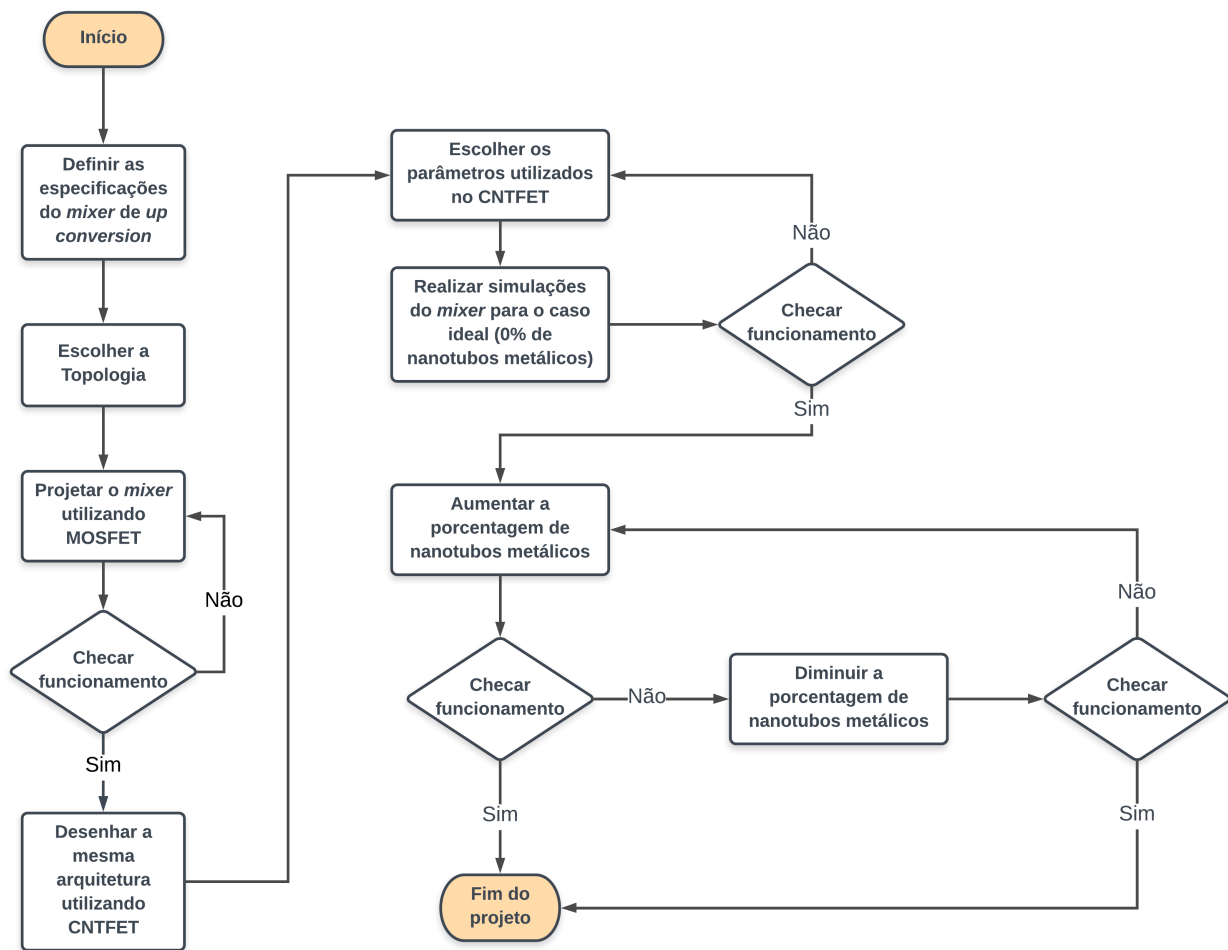 Início
Definir as
especificações
do mixer de up
conversion
Escolher a
Topologia
Projetar o mixer
utilizando
MOSFET
Não
Checar
funcionamento
Sim
Desenhar a
mesma
arquitetura
utilizando
CNTFET
Escolher os
parâmetros utilizados
no CNTFET
Realizar simulações
do mixer para o caso
ideal (0% de
nanotubos metálicos)
Não
Checar
funcionamento
Sim
Aumentar a
porcentagem de
nanotubos metálicos
Checar
funcionamento
Não
Diminuir a
porcentagem de
nanotubos metálicos
Não
Checar
funcionamento
Sim
Sim
Fim do
projeto